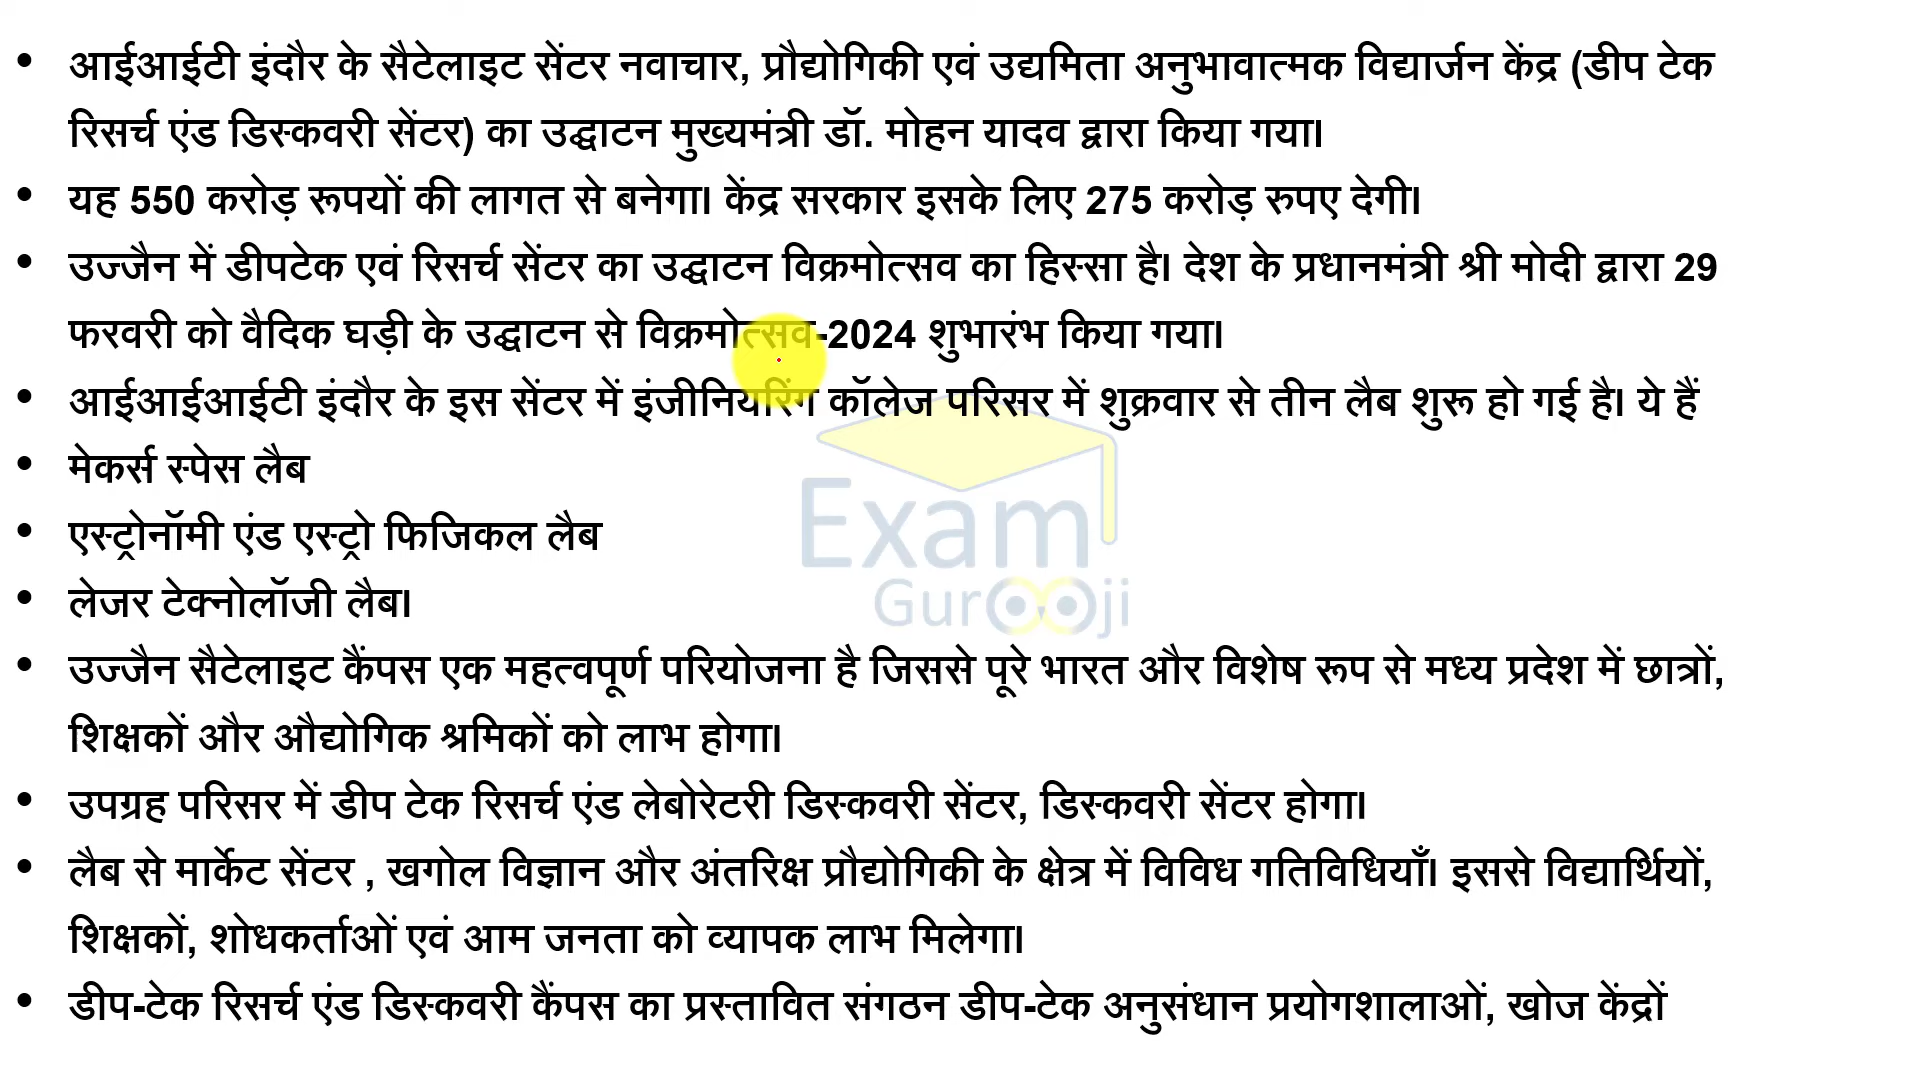 • आईआईटी इंदौर के सैटेलाइट सेंटर नवाचार, प्रौद्योगिकी एवं उद्यमिता अनुभावात्मक विद्यार्जन केंद्र (डीप टेक
रिसर्च एंड डिस्कवरी सेंटर) का उद्घाटन मुख्यमंत्री डॉ. मोहन यादव द्वारा किया गया।
• यह 550 करोड़ रूपयों की लागत से बनेगा। केंद्र सरकार इसके लिए 275 करोड़ रुपए देगी।
• उज्जैन में डीपटेक एवं रिसर्च सेंटर का उद्घाटन विक्रमोत्सव का हिस्सा है। देश के प्रधानमंत्री श्री मोदी द्वारा 29
फरवरी को वैदिक घड़ी के उद्घाटन से विक्रमोत्सव-2024 शुभारंभ किया गया।
• आईआईआईटी इंदौर के इस सेंटर में इंजीनियरिंग कॉलेज परिसर में शुक्रवार से तीन लैब शुरू हो गई है। ये हैं
• मेकर्स स्पेस लैब
• एस्ट्रोनॉमी एंड एस्ट्रो फिजिकल लैब
• लेजर टेक्नोलॉजी लैब।
Exam
Gurooji
• उज्जैन सैटेलाइट कैंपस एक महत्वपूर्ण परियोजना है जिससे पूरे भारत और विशेष रूप से मध्य प्रदेश में छात्रों,
शिक्षकों और औद्योगिक श्रमिकों को लाभ होगा।
• उपग्रह परिसर में डीप टेक रिसर्च एंड लेबोरेटरी डिस्कवरी सेंटर, डिस्कवरी सेंटर होगा।
• लैब से मार्केट सेंटर , खगोल विज्ञान और अंतरिक्ष प्रौद्योगिकी के क्षेत्र में विविध गतिविधियाँ। इससे विद्यार्थियों,
शिक्षकों, शोधकर्ताओं एवं आम जनता को व्यापक लाभ मिलेगा।
• डीप-टेक रिसर्च एंड डिस्कवरी कैंपस का प्रस्तावित संगठन डीप-टेक अनुसंधान प्रयोगशालाओं, खोज केंद्रों